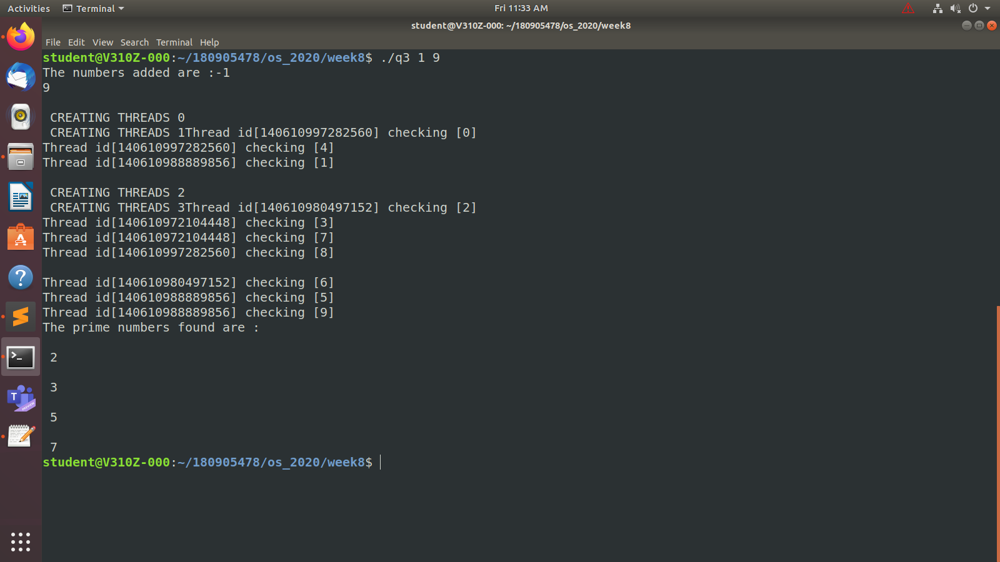 Activities Terminal Fri 11:33 AM
student@V310Z-000: ~/180905478/os_2020/week8
File Edit View Search Terminal Help
student@V310Z-000:~/180905478/os_2020/week8$ ./q3 1 9
The numbers added are :-1
9
CREATING THREADS 0
CREATING THREADS 1Thread id[140610997282560] checking [0]
Thread id[140610997282560] checking [4]
Thread id[140610988889856] checking [1]
CREATING THREADS 2
CREATING THREADS 3Thread id[140610980497152] checking [2]
Thread id[140610972104448] checking [3]
Thread id[140610972104448] checking [7]
Thread id[140610997282560] checking [8]
Thread id[140610980497152] checking [6]
Thread id[140610988889856] checking [5]
Thread id[140610988889856] checking [9]
The prime numbers found are :
2
3
5
7
student@V310Z-000:~/180905478/os_2020/week8$
T
PREVIEW